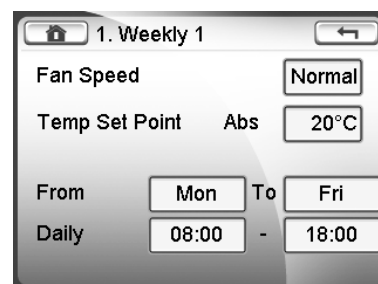 1. Weekly 1
Fan Speed Normal
Temp Set Point Abs 20°C
From Mon To Fri
Daily 08:00 - 18:00